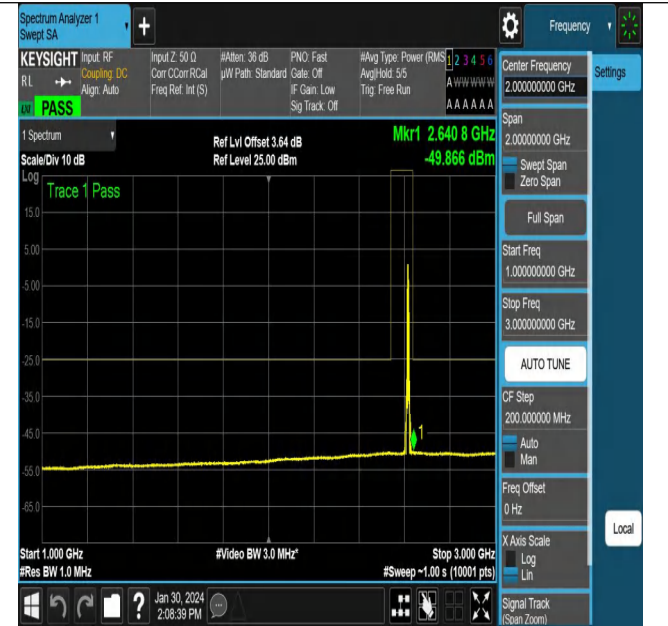 Spectrum Analyzer 1
Swept SA
Frequency
KEYSIGHT
RL
PASS
Input: RF
Coupling: DC
Align: Auto
Input Z: 50 Ω
Corr CCorr RCal
Freq Ref: Int (S)
#Atten: 36 dB
µW Path: Standard
PNO: Fast
Gate: Off
IF Gain: Low
Sig Track: Off
#Avg Type: Power (RMS
Avg|Hold: 5/5
Trig: Free Run
1 2 3 4 5 6
A W W W W W
A A A A A A
Center Frequency
2.00000000 GHz
Settings
Span
2.00000000 GHz
Swept Span
Zero Span
Full Span
Start Freq
1.000000000 GHz
Stop Freq
3.000000000 GHz
AUTO TUNE
CF Step
200.000000 MHz
Auto
Man
Freq Offset
0 Hz
X Axis Scale
Log
Lin
Signal Track
(Span Zoom)
Local
1 Spectrum
Scale/Div 10 dB
Ref Lvl Offset 3.64 dB
Ref Level 25.00 dBm
Mkr1 2.640 8 GHz
-49.866 dBm
Log
Trace 1 Pass
15.0
5.00
-5.00
-15.0
-25.0
-35.0
-45.0
-55.0
-65.0
1
Start 1.000 GHz
#Res BW 1.0 MHz
#Video BW 3.0 MHz*
Stop 3.000 GHz
#Sweep ~1.00 s (10001 pts)
?
Jan 30, 2024
2:08:39 PM